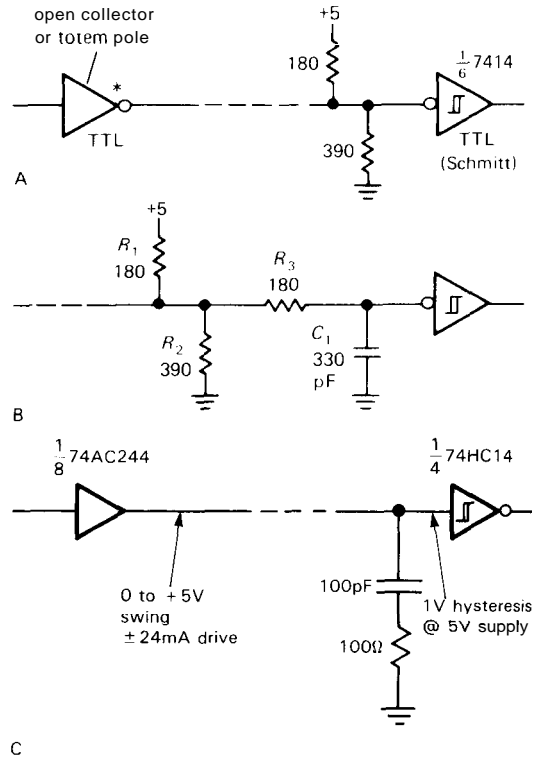 open collector
or totem pole
*
TTL
+5
180
390
1/6 7414
TTL
(Schmitt)
A
+5
R1
180
R2
390
R3
180
C1
330
pF
B
1/8 74AC244
0 to +5V
swing
±24mA drive
1/4 74HC14
100pF
100Ω
1V hysteresis
@ 5V supply
C